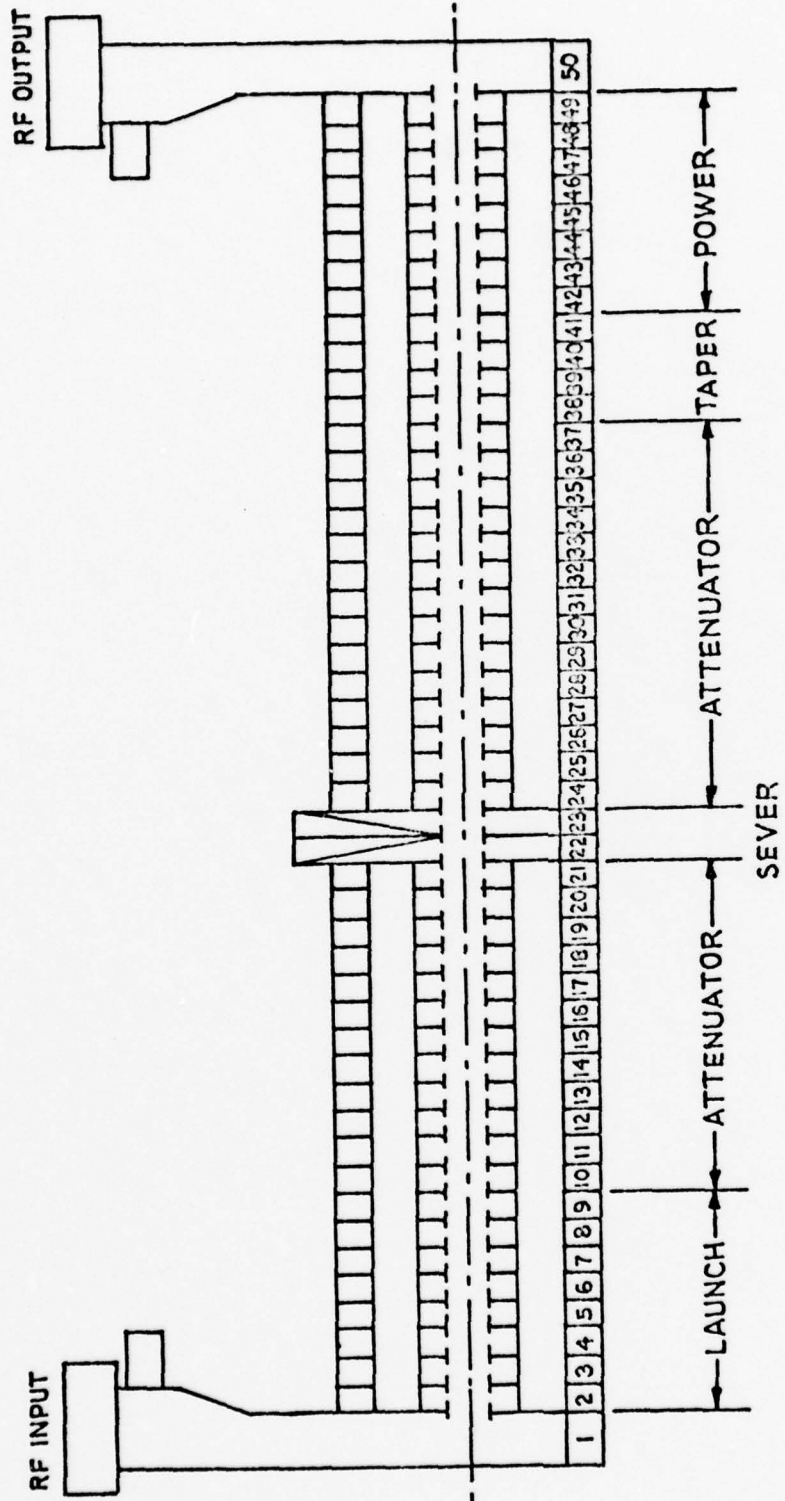 RF INPUT
RF OUTPUT
1 2 3 4 5 6 7 8 9 10 11 12 13 14 15 16 17 18 19 20 21 22 23 24 25 26 27 28 29 30 31 32 33 34 35 36 37 38 39 40 41 42 43 44 45 46 47 48 49 50
LAUNCH ATTENUATOR ATTENUATOR TAPER POWER
SEVER